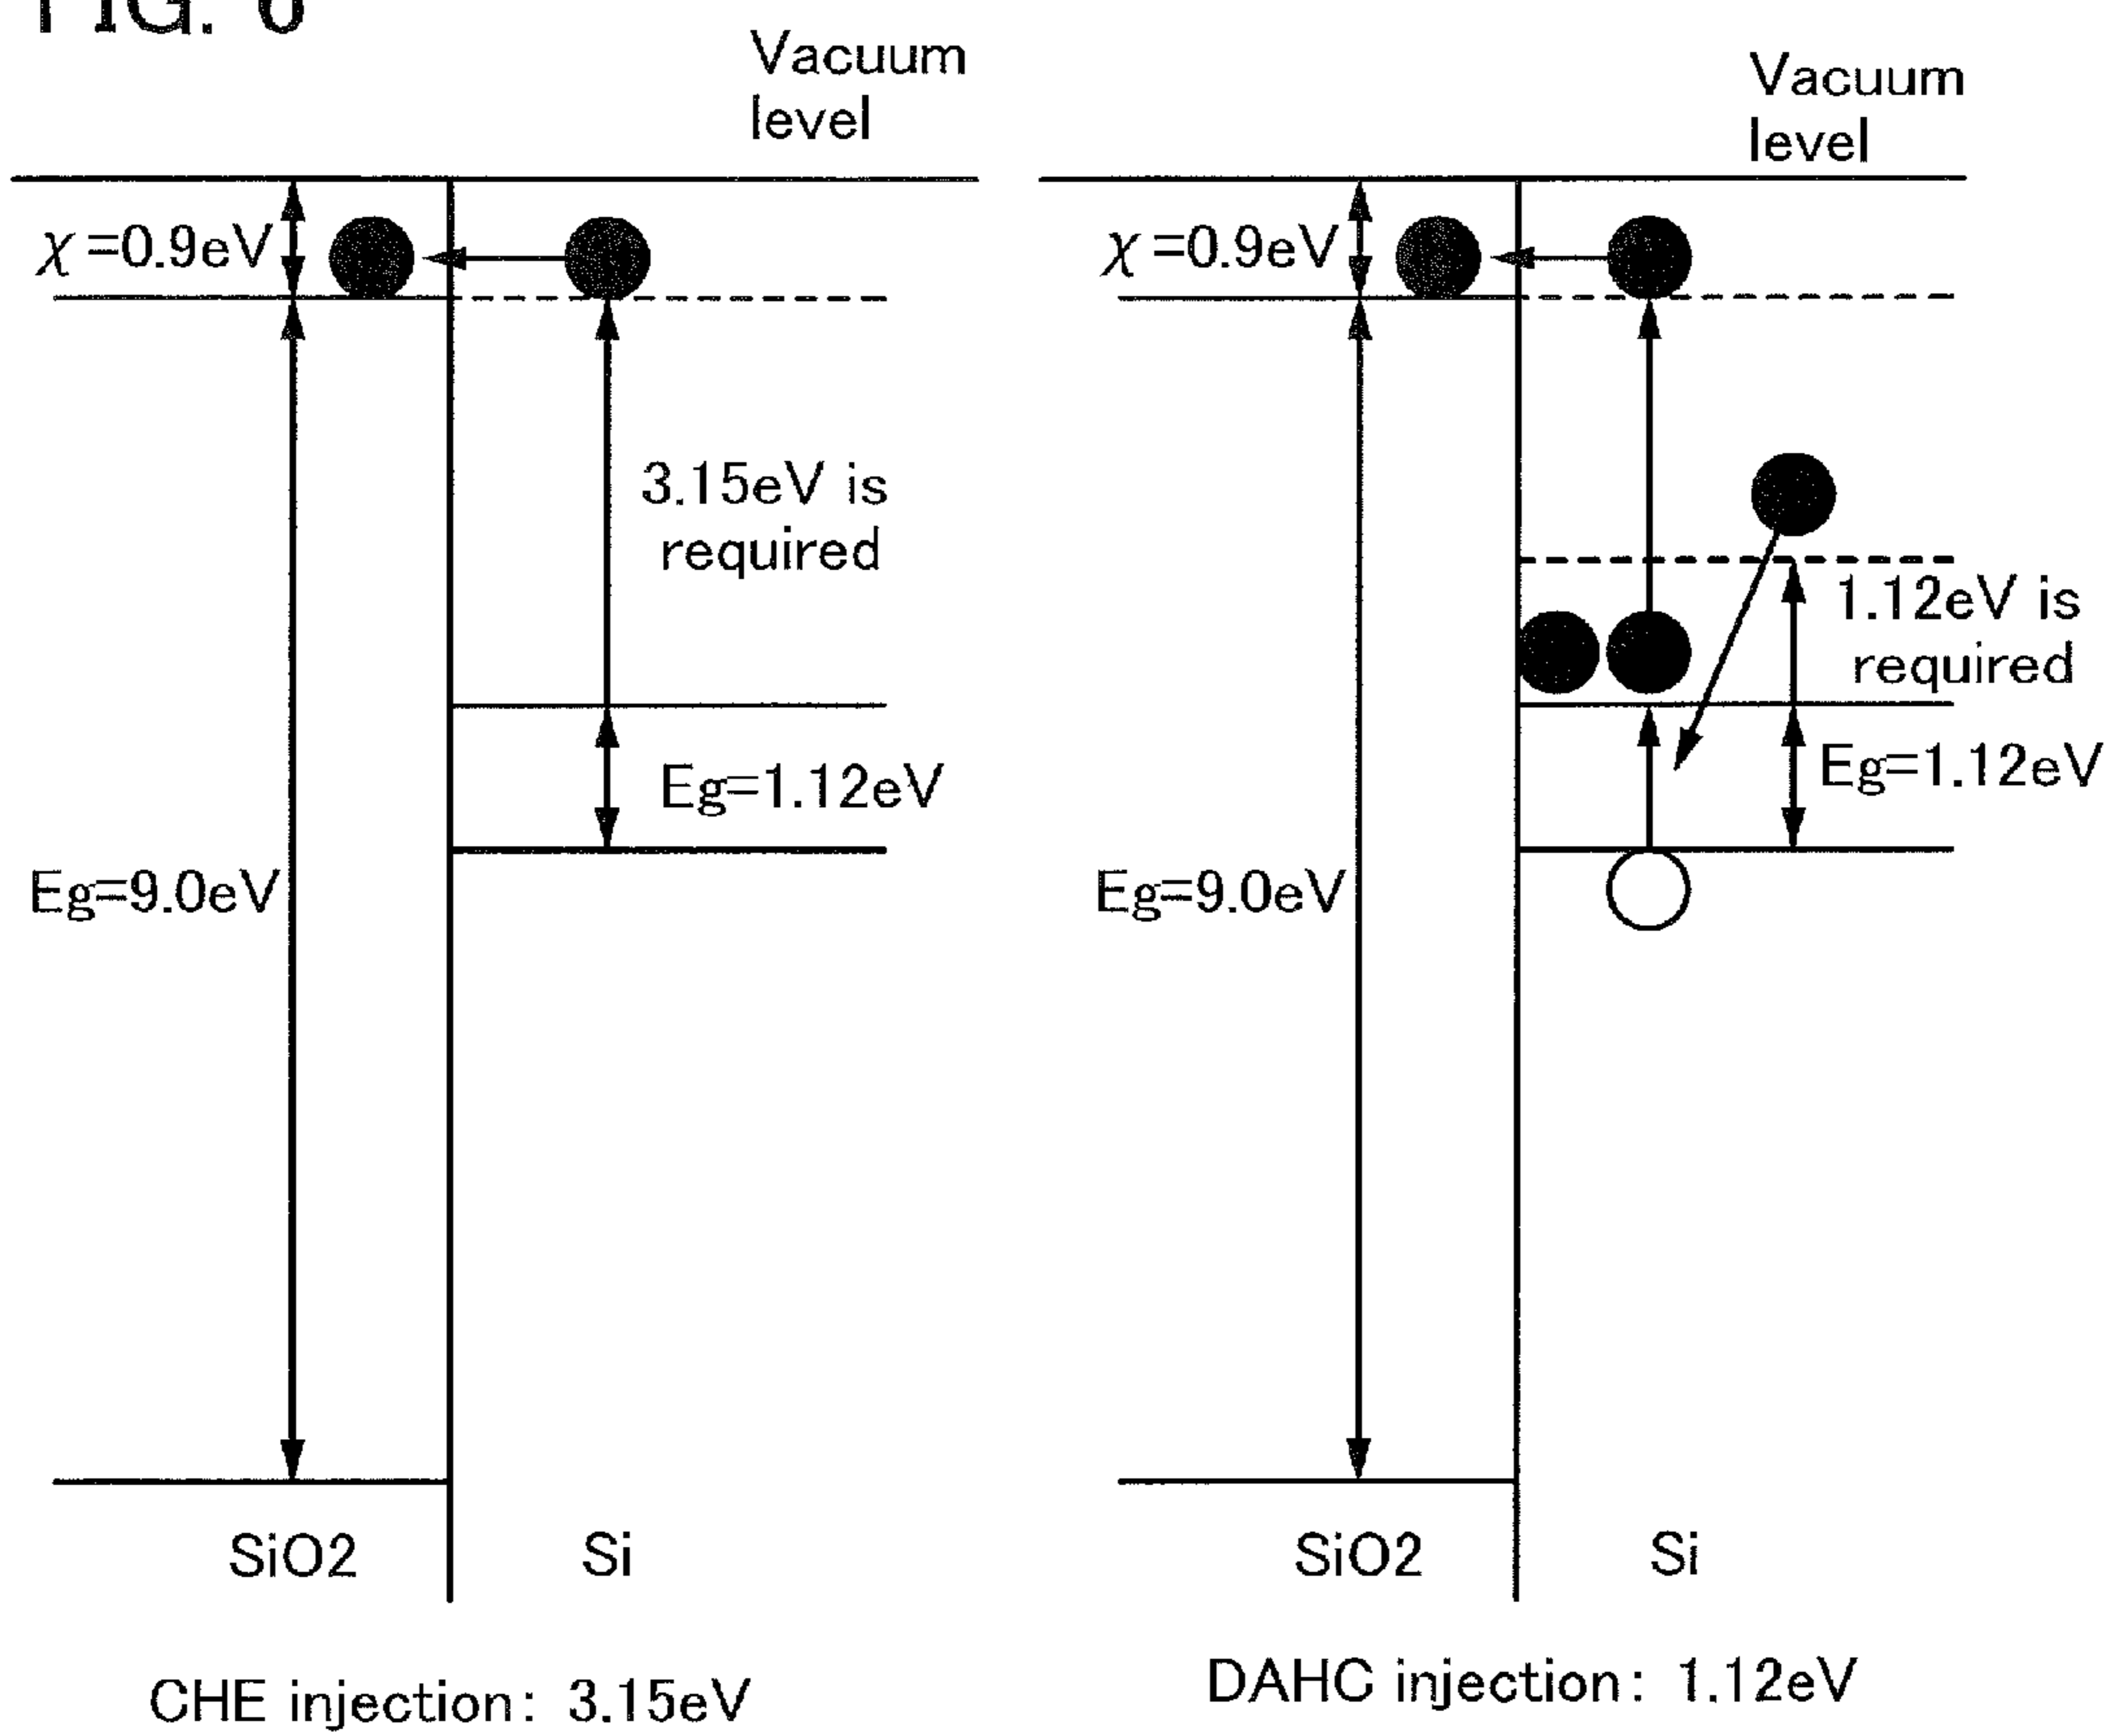 FIG. 6
Vacuum
level
χ=0.9eV
3.15eV is
required
Eg=1.12eV
Eg=9.0eV
SiO2
Si
CHE injection: 3.15eV
Vacuum
level
χ=0.9eV
1.12eV is
required
Eg=1.12eV
Eg=9.0eV
SiO2
Si
DAHC injection: 1.12eV